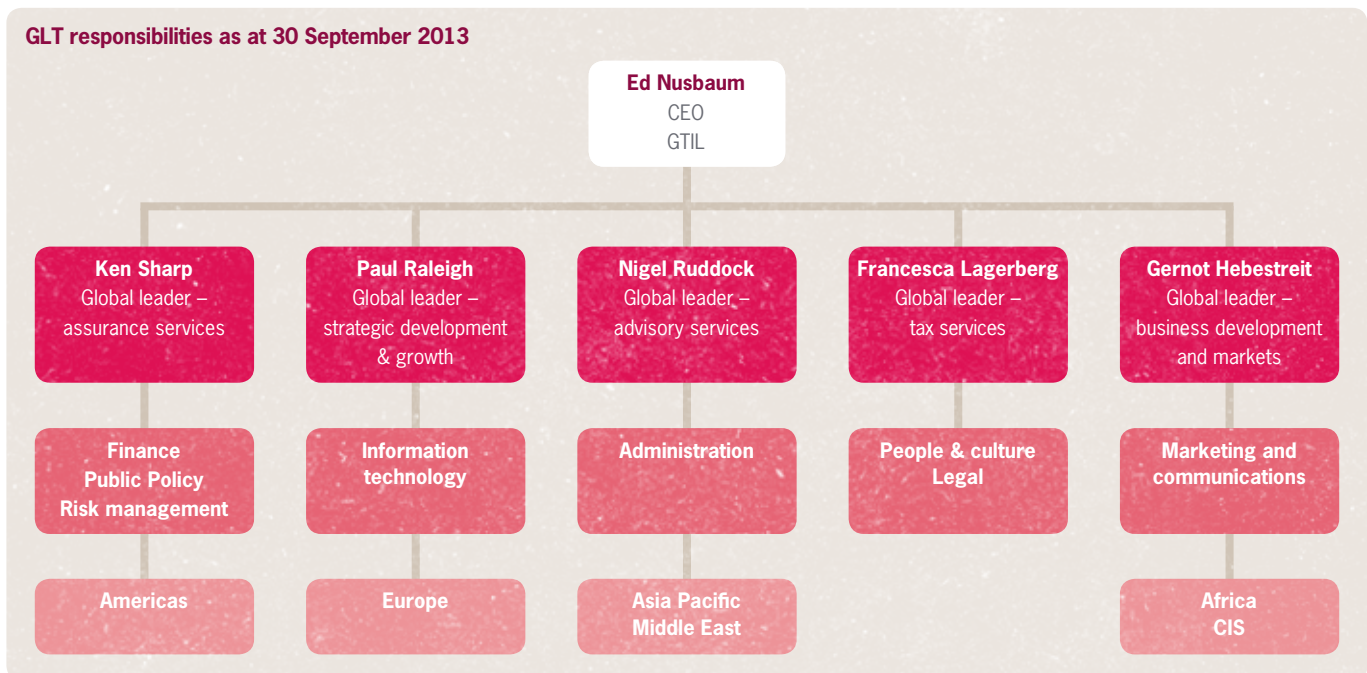 GLT responsibilities as at 30 September 2013
Ed Nusbaum
CEO
GTIL
Ken Sharp
Global leader –
assurance services
Paul Raleigh
Global leader –
strategic development
& growth
Nigel Ruddock
Global leader –
advisory services
Francesca Lagerberg
Global leader –
tax services
Gernot Hebestreit
Global leader –
business development
and markets
Finance
Public Policy
Risk management
Information
technology
Administration
People & culture
Legal
Marketing and
communications
Americas
Europe
Asia Pacific
Middle East
Africa
CIS